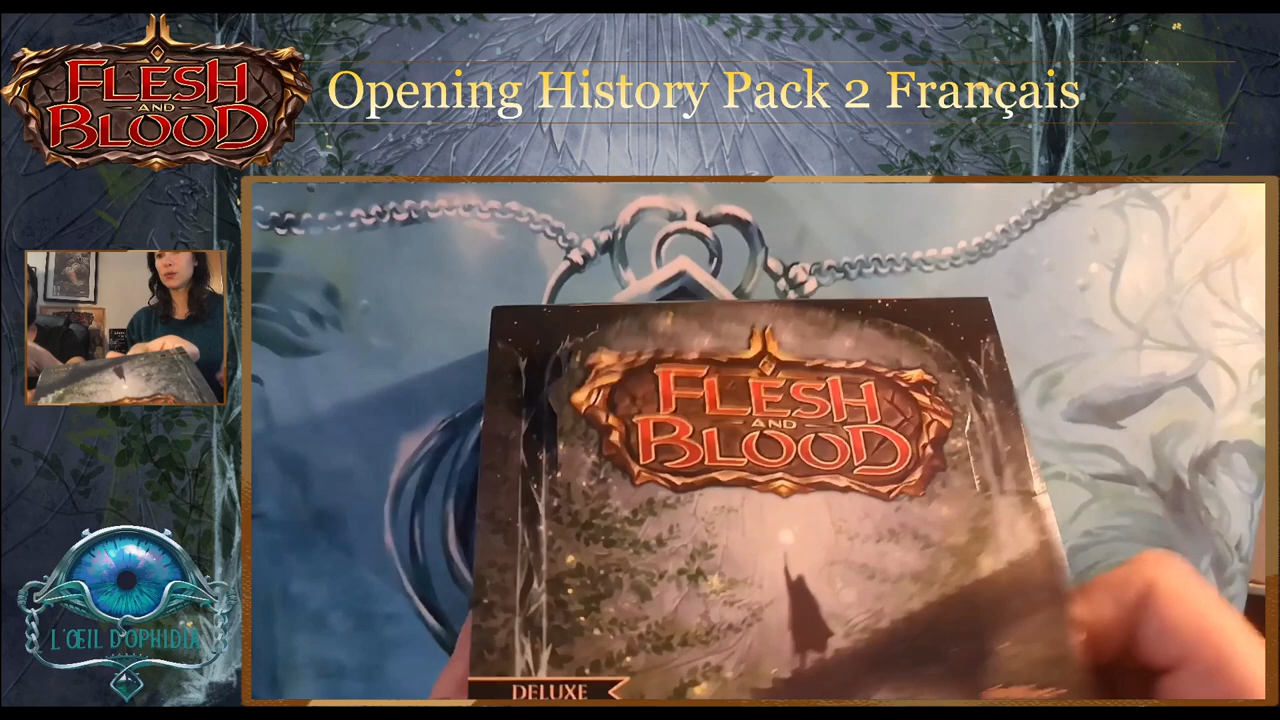 FLESH
AND
BLOOD
Opening History Pack 2 Français
FLESH
AND
BLOOD
DELUXE
L'ŒIL D'OPHIDIA